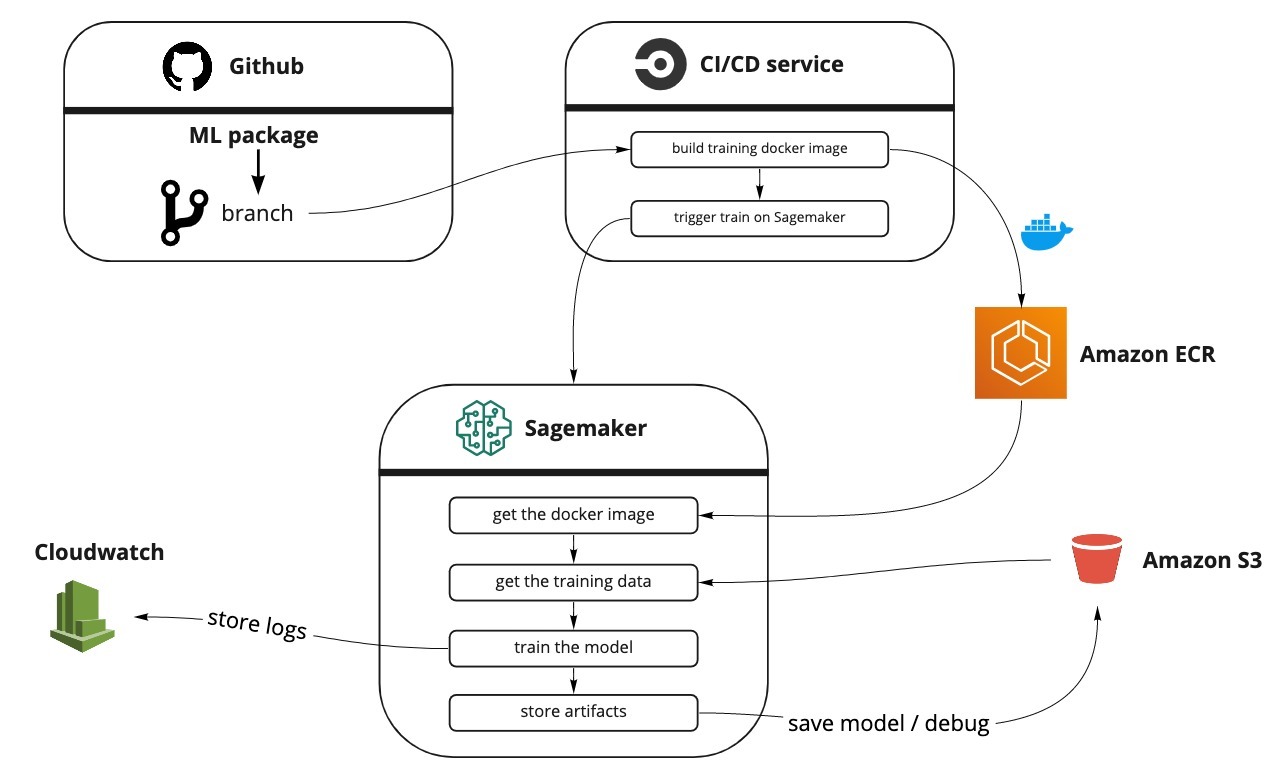 Github
ML package
branch
CI/CD service
build training docker image
trigger train on Sagemaker
Amazon ECR
Sagemaker
get the docker image
get the training data
train the model
store artifacts
Cloudwatch
store logs
Amazon S3
save model / debug